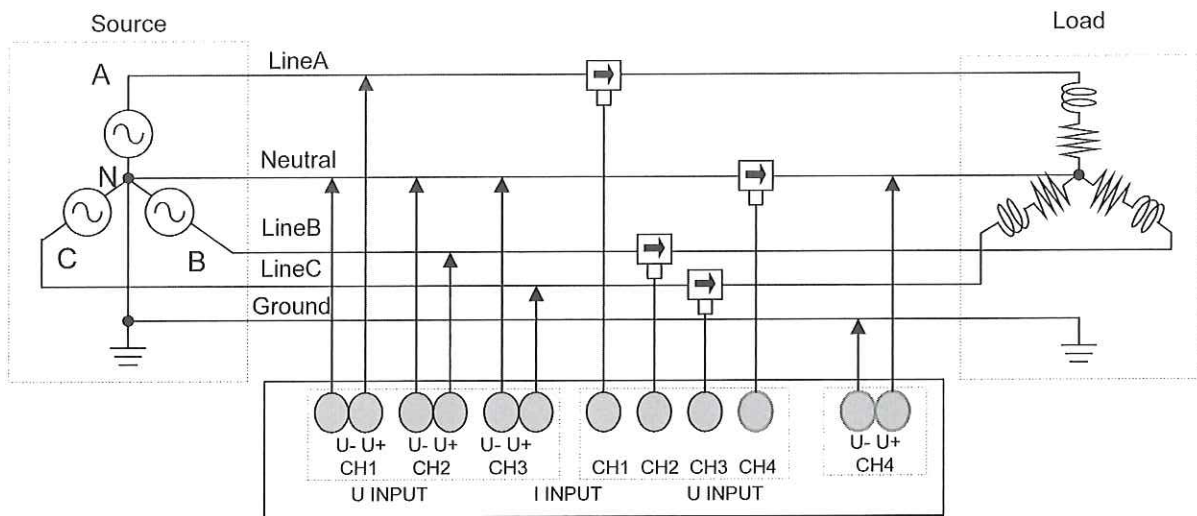 Source
Load
LineA
A
Neutral
N
LineB
C
B
LineC
Ground
U- U+
U- U+
U- U+
U- U+
CH1
CH2
CH3
CH1
CH2
CH3
CH4
CH4
U INPUT
I INPUT
U INPUT